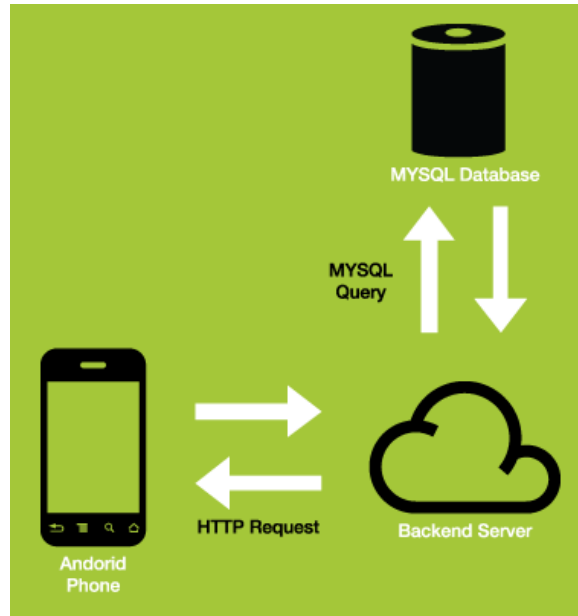 MYSQL Database
MYSQL
Query
HTTP Request
Backend Server
Andorid
Phone